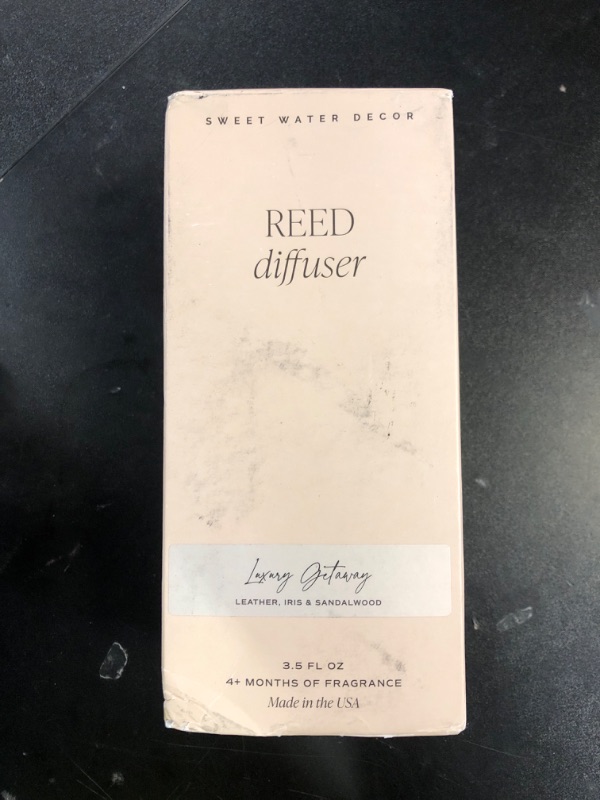 SWEET WATER DECOR
REED
diffuser
Luxury Getaway
LEATHER, IRIS & SANDALWOOD
3.5 FL OZ
4+ MONTHS OF FRAGRANCE
Made in the USA